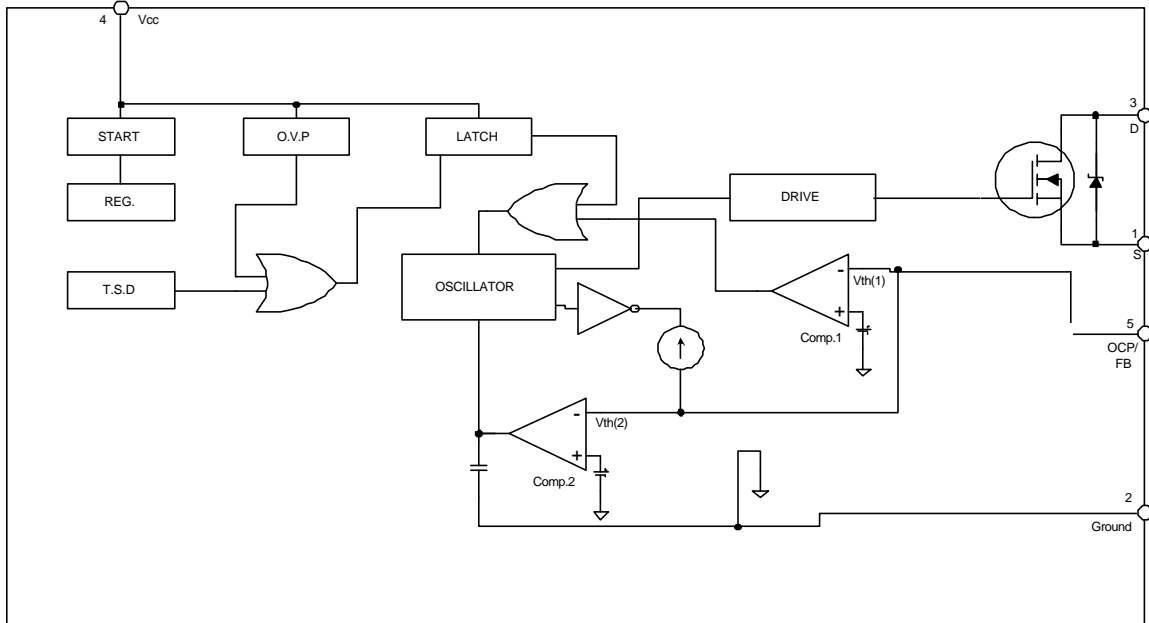 4 Vcc
START
O.V.P
LATCH
3
D
REG.
DRIVE
1
S
T.S.D
OSCILLATOR
-
Vth(1)
+
Comp.1
5
OCP/
FB
-
Vth(2)
+
Comp.2
2
Ground